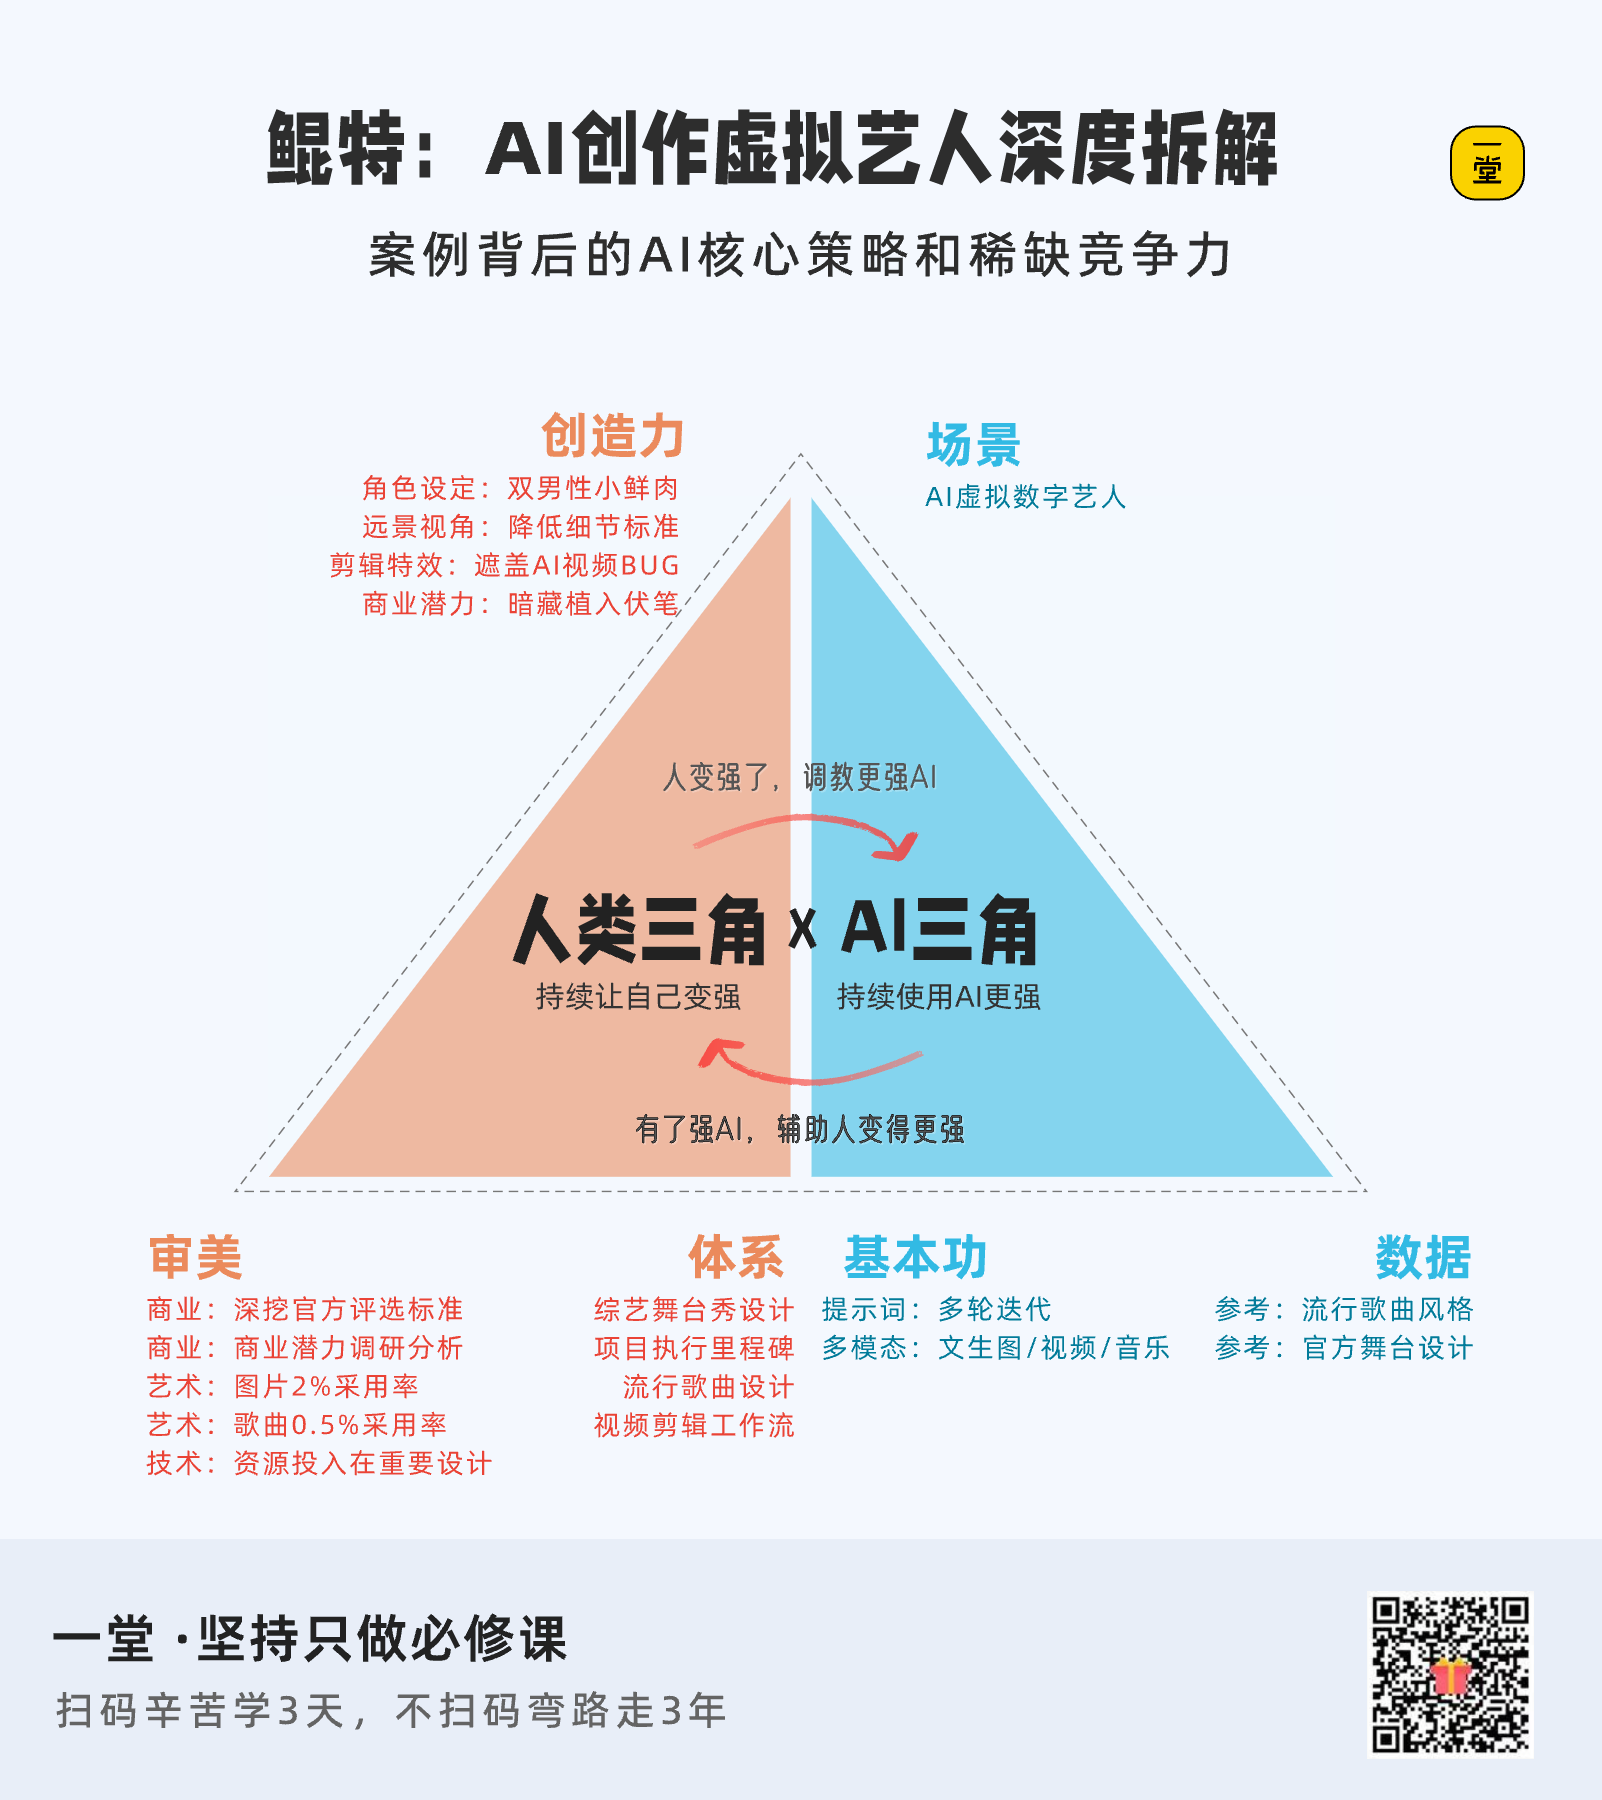 鲲特：AI创作虚拟艺人深度拆解
一堂
案例背后的AI核心策略和稀缺竞争力
创造力
角色设定：双男性小鲜肉
远景视角：降低细节标准
剪辑特效：遮盖AI视频BUG
商业潜力：暗藏植入伏笔
场景
AI虚拟数字艺人
人变强了，调教更强AI
人类三角 x AI三角
持续让自己变强
持续使用AI更强
有了强AI，辅助人变得更强
审美
商业：深挖官方评选标准
商业：商业潜力调研分析
艺术：图片2%采用率
艺术：歌曲0.5%采用率
技术：资源投入在重要设计
体系
综艺舞台秀设计
项目执行里程碑
流行歌曲设计
视频剪辑工作流
基本功
提示词：多轮迭代
多模态：文生图/视频/音乐
数据
参考：流行歌曲风格
参考：官方舞台设计
一堂 ·坚持只做必修课
扫码辛苦学3天，不扫码弯路走3年